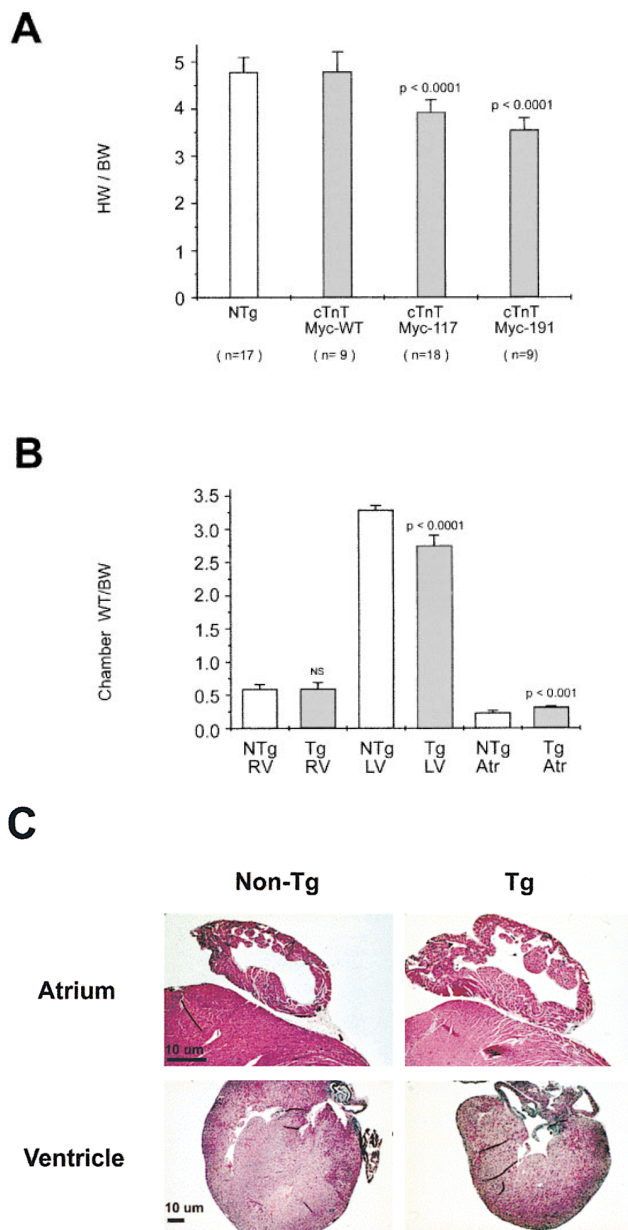 A
HW / BW
5
4
3
2
1
0
p < 0.0001
p < 0.0001
NTg
cTnT
Myc-WT
cTnT
Myc-117
cTnT
Myc-191
( n=17 )
( n= 9 )
( n=18 )
( n=9)
B
Chamber WT/BW
3.5
3.0
2.5
2.0
1.5
1.0
0.5
0.0
p < 0.0001
NS
p < 0.001
NTg
RV
Tg
RV
NTg
LV
Tg
LV
NTg
Atr
Tg
Atr
C
Non-Tg
Tg
Atrium
10 um
Ventricle
10 um